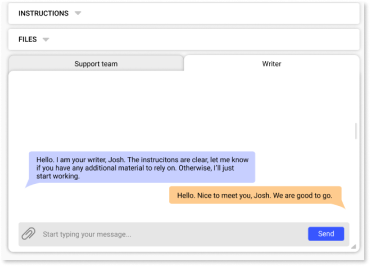 INSTRUCTIONS
FILES
Support team
Writer
Hello. I am your writer, Josh. The instrucitons are clear, let me know
if you have any additional material to rely on. Otherwise, I'll just
start working.
Hello. Nice to meet you, Josh. We are good to go.
Start typing your message...
Send